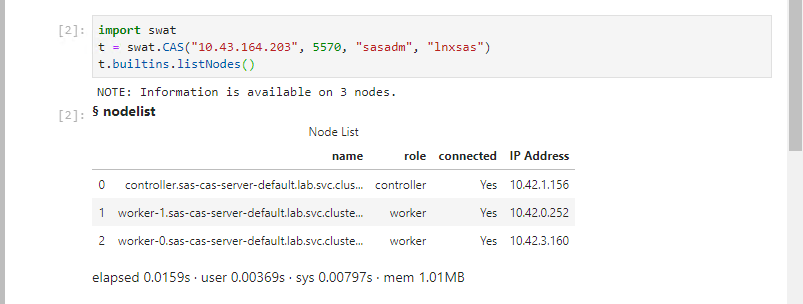 [2]: import swat
t = swat.CAS("10.43.164.203", 5570, "sasadm", "lnxsas")
t.builtins.listNodes()
NOTE: Information is available on 3 nodes.
[2]: § nodelist
Node List
name role connected IP Address
0 controller.sas-cas-server-default.lab.svc.clus... controller Yes 10.42.1.156
1 worker-1.sas-cas-server-default.lab.svc.cluste... worker Yes 10.42.0.252
2 worker-0.sas-cas-server-default.lab.svc.cluste... worker Yes 10.42.3.160
elapsed 0.0159s · user 0.00369s · sys 0.00797s · mem 1.01MB